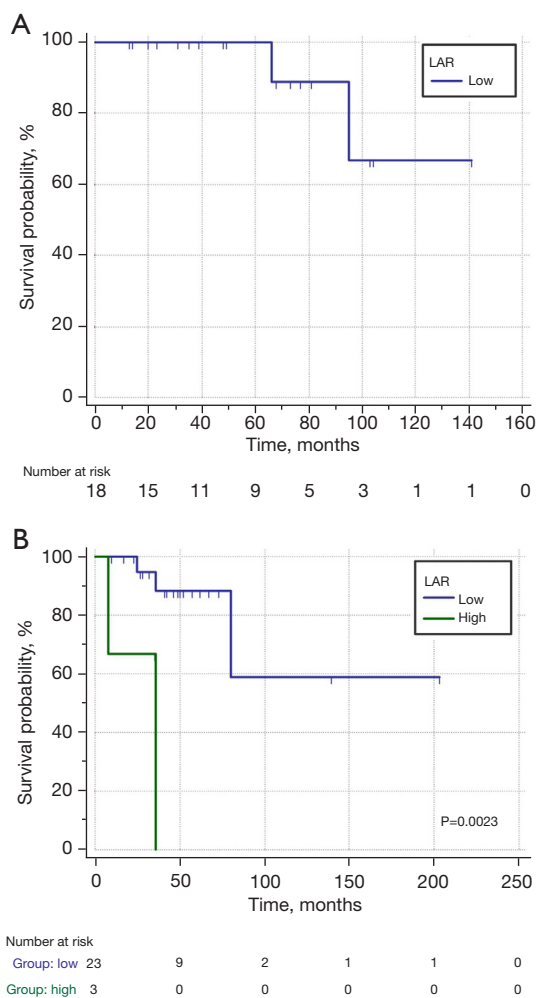 A
100
80
60
40
20
0
Survival probability, %
LAR
Low
0 20 40 60 80 100 120 140 160
Time, months
Number at risk
18 15 11 9 5 3 1 1 0
B
100
80
60
40
20
0
Survival probability, %
LAR
Low
High
P=0.0023
0 50 100 150 200 250
Time, months
Number at risk
Group: low 23 9 2 1 1 0
Group: high 3 0 0 0 0 0